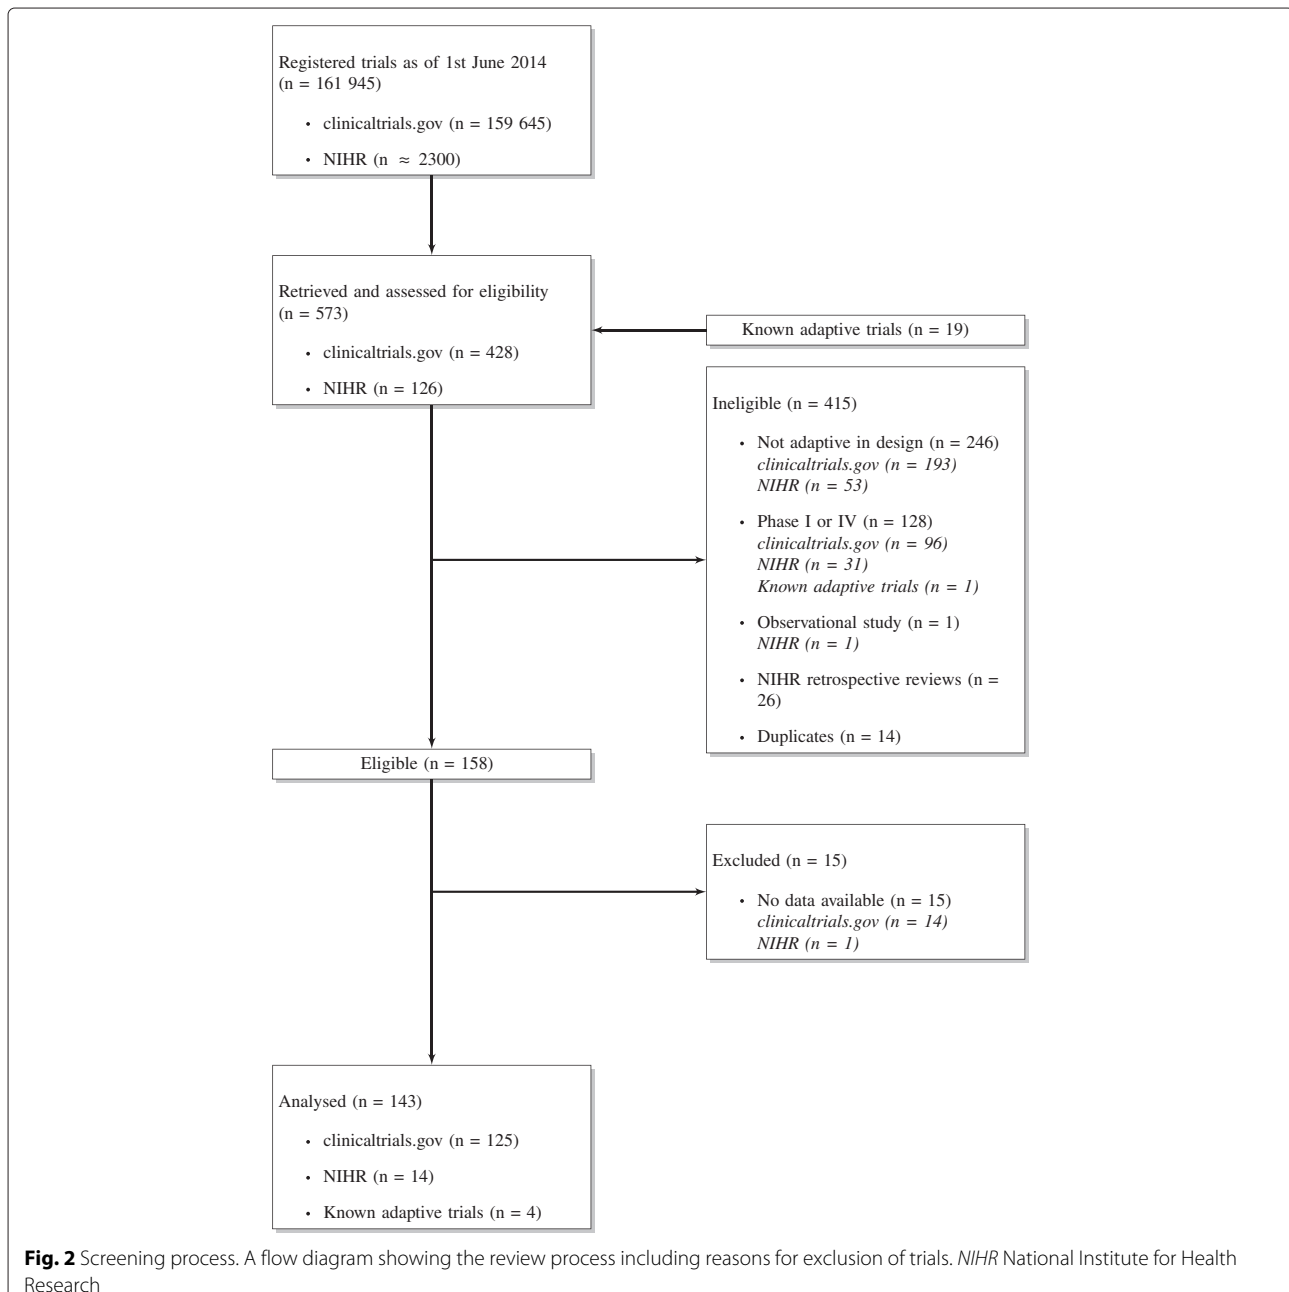 Registered trials as of 1st June 2014
(n = 161 945)
• clinicaltrials.gov (n = 159 645)
• NIHR (n ≈ 2300)
Retrieved and assessed for eligibility
(n = 573)
• clinicaltrials.gov (n = 428)
• NIHR (n = 126)
Known adaptive trials (n = 19)
Ineligible (n = 415)
• Not adaptive in design (n = 246)
clinicaltrials.gov (n = 193)
NIHR (n = 53)
• Phase I or IV (n = 128)
clinicaltrials.gov (n = 96)
NIHR (n = 31)
Known adaptive trials (n = 1)
• Observational study (n = 1)
NIHR (n = 1)
• NIHR retrospective reviews (n =
26)
• Duplicates (n = 14)
Eligible (n = 158)
Excluded (n = 15)
• No data available (n = 15)
clinicaltrials.gov (n = 14)
NIHR (n = 1)
Analysed (n = 143)
• clinicaltrials.gov (n = 125)
• NIHR (n = 14)
• Known adaptive trials (n = 4)
Fig. 2 Screening process. A flow diagram showing the review process including reasons for exclusion of trials. NIHR National Institute for Health
Research